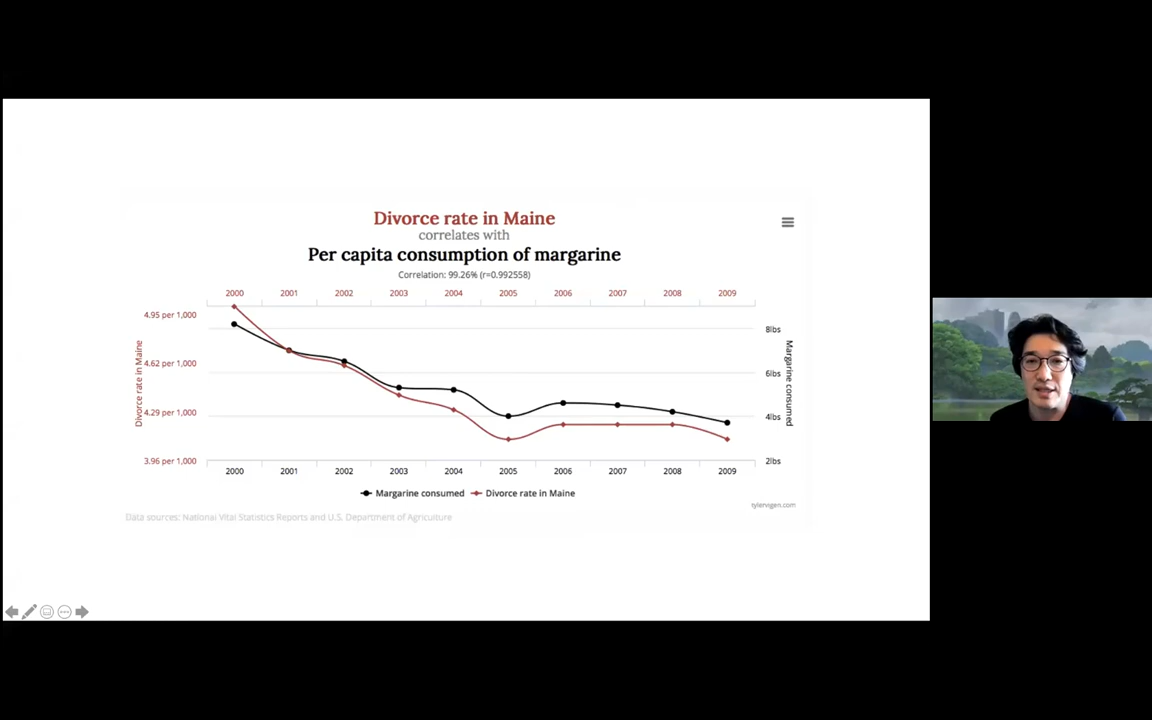 Divorce rate in Maine
correlates with
Per capita consumption of margarine
Correlation: 99.26% (r=0.992558)
2000 2001 2002 2003 2004 2005 2006 2007 2008 2009
4.95 per 1,000
4.62 per 1,000
4.29 per 1,000
3.96 per 1,000
Divorce rate in Maine
8lbs
6lbs
4lbs
2lbs
Margarine consumed
2000 2001 2002 2003 2004 2005 2006 2007 2008 2009
Margarine consumed Divorce rate in Maine
tylervigen.com
Data sources: National Vital Statistics Reports and U.S. Department of Agriculture